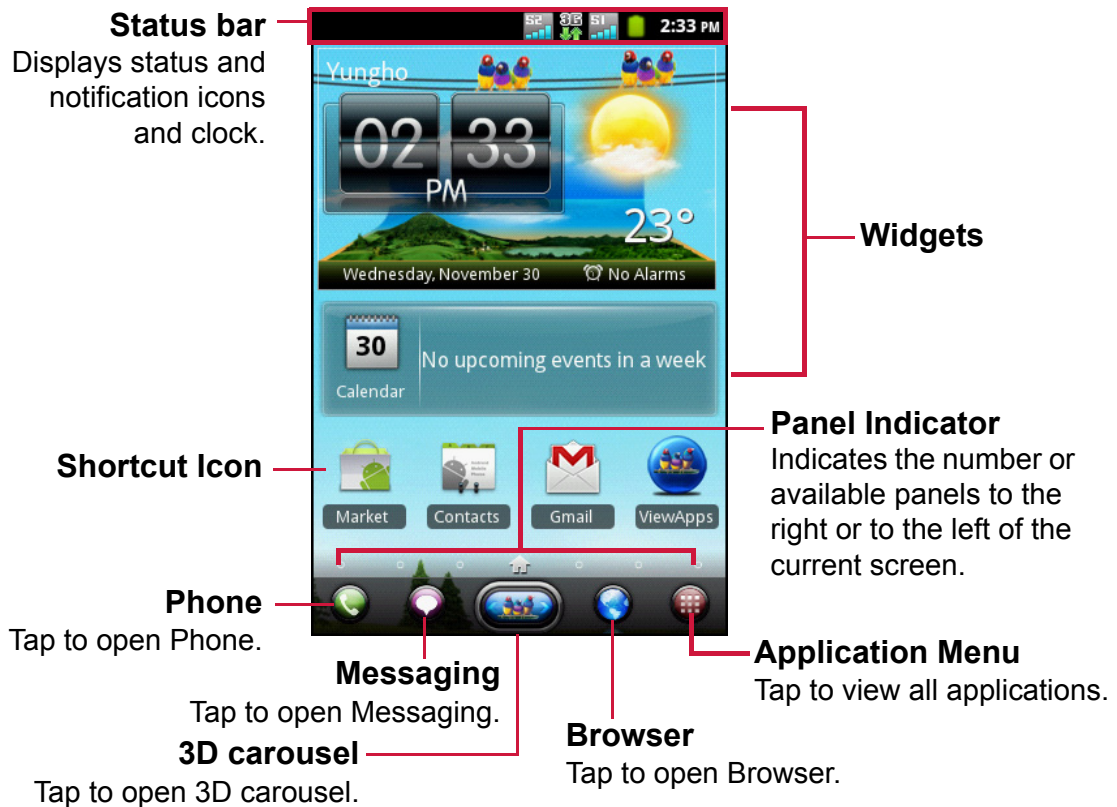 Status bar
Displays status and
notification icons
and clock.
S2 3G S1 2:33 PM
Yungho
02 33
PM
23°
Wednesday, November 30 No Alarms
Widgets
30
Calendar
No upcoming events in a week
Shortcut Icon
Market Contacts Gmail ViewApps
Panel Indicator
Indicates the number or
available panels to the
right or to the left of the
current screen.
Phone
Tap to open Phone.
Messaging
Tap to open Messaging.
3D carousel
Tap to open 3D carousel.
Browser
Tap to open Browser.
Application Menu
Tap to view all applications.